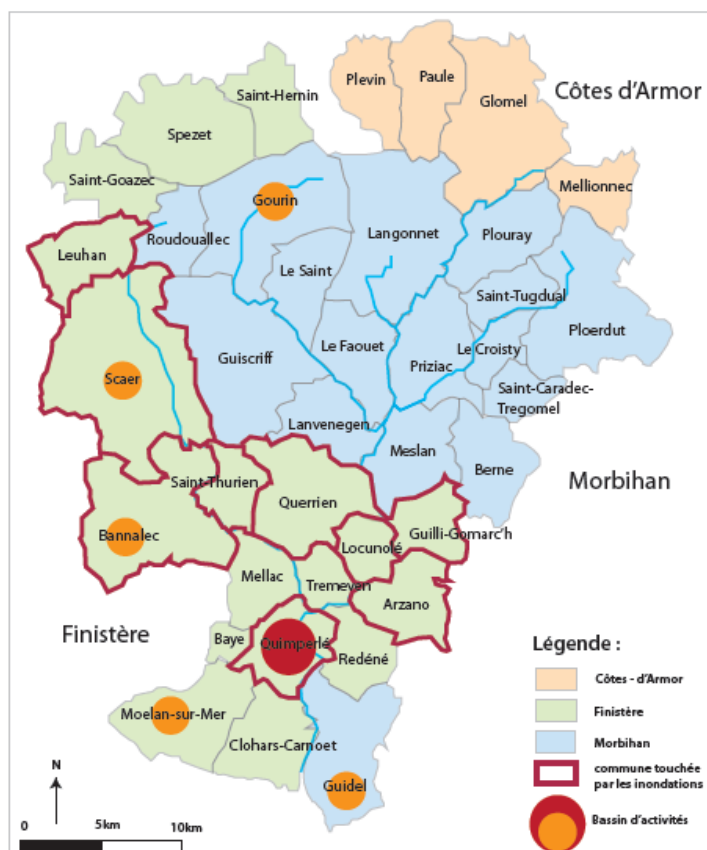 Saint-Hernin
Plevin
Paule
Glomel
Côtes d'Armor
Spezet
Saint-Goazec
Mellionnec
Gourin
Roudouallec
Langonnet
Plouray
Leuhan
Le Saint
Saint-Tugdual
Ploerdut
Guiscriff
Le Faouet
Le Croisty
Priziac
Scaer
Saint-Caradec-
Tregomel
Lanvenegen
Meslan
Berne
Morbihan
Saint-Thurien
Querrien
Bannalec
Guilli-Gomarc'h
Locunolé
Mellac
Tremeven
Arzano
Finistère
Baye
Quimperlé
Redéné
Moelan-sur-Mer
Clohars-Carnoet
Guidel
Légende :
Côtes - d'Armor
Finistère
Morbihan
commune touchée
par les inondations
Bassin d'activités
N
0 5km 10km